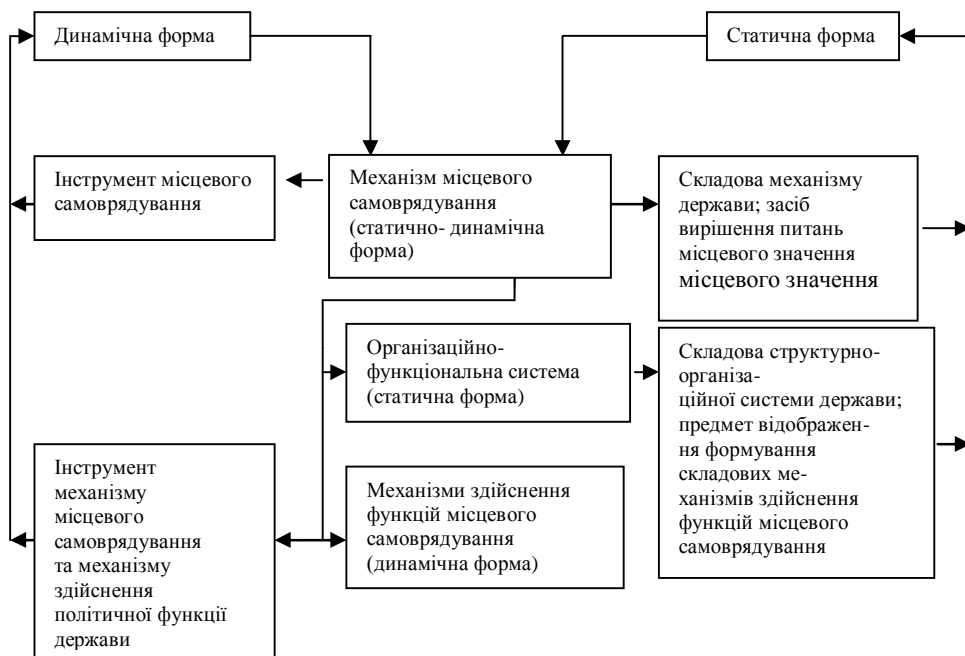 Динамічна форма
Статична форма
Інструмент місцевого
самоврядування
Механізм місцевого
самоврядування
(статично- динамічна
форма)
Складова механізму
держави; засіб
вирішення питань
місцевого значення
місцевого значення
Організаційно-
функціональна система
(статична форма)
Складова структурно-
організа-
ційної системи держави;
предмет відображен-
ня формування
складових ме-
ханізмів здійснення
функцій місцевого
самоврядування
Інструмент
механізму
місцевого
самоврядування
та механізму
здійснення
політичної функції
держави
Механізми здійснення
функцій місцевого
самоврядування
(динамічна форма)